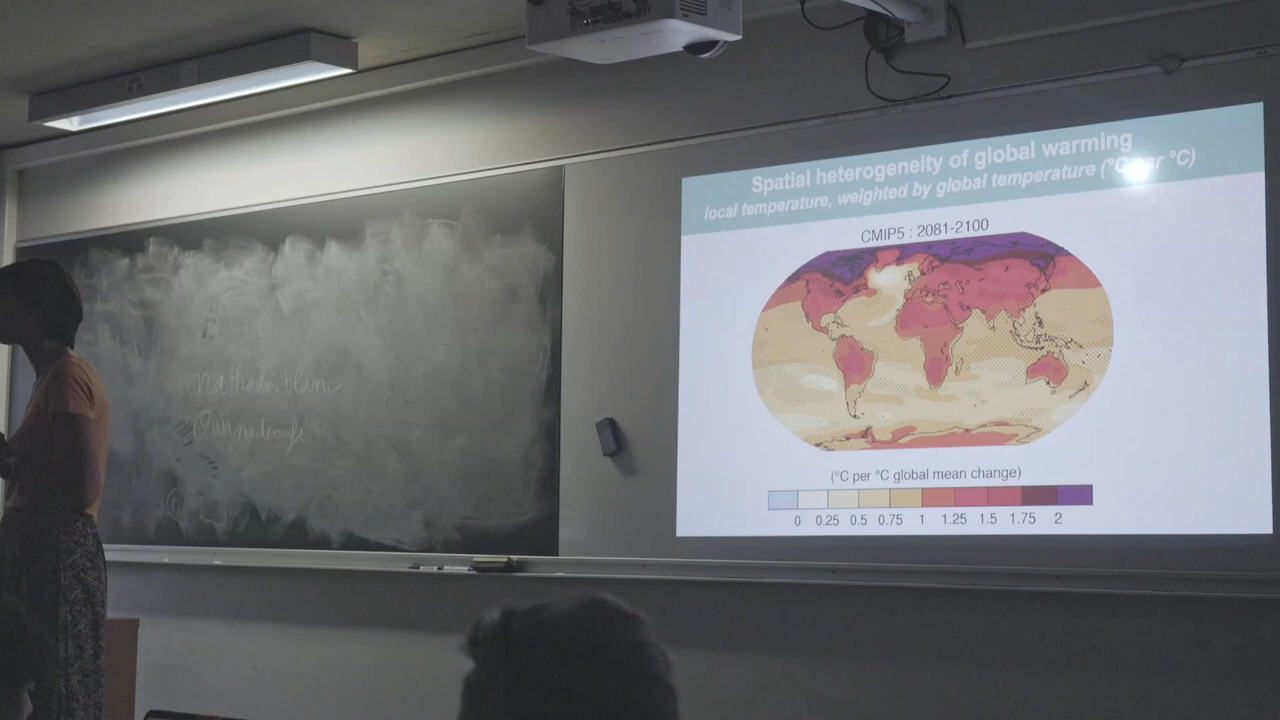 Spatial heterogeneity of global warming
local temperature, weighted by global temperature (°C per °C)
CMIP5 : 2081-2100
(°C per °C global mean change)
0 0.25 0.5 0.75 1 1.25 1.5 1.75 2